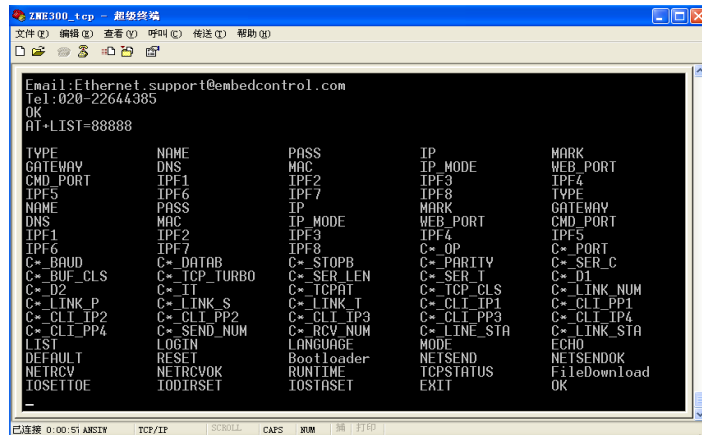 ZNE300_tcp - 超级终端
文件(F) 编辑(E) 查看(V) 呼叫(C) 传送(T) 帮助(H)
Email:Ethernet.support@embedcontrol.com
Tel:020-22644385
OK
AT+LIST=88888
TYPE NAME PASS IP MARK
GATEWAY DNS MAC IP_MODE WEB_PORT
CMD_PORT IPF1 IPF2 IPF3 IPF4
IPF5 IPF6 IPF7 IPF8 TYPE
NAME PASS IP MARK GATEWAY
DNS MAC IP_MODE WEB_PORT CMD_PORT
IPF1 IPF2 IPF3 IPF4 IPF5
IPF6 IPF7 IPF8 C*_OP C*_PORT
C*_BAUD C*_DATAB C*_STOPB C*_PARITY C*_SER_C
C*_BUF_CLS C*_TCP_TURBO C*_SER_LEN C*_SER_T C*_D1
C*_D2 C*_IT C*_TCPAT C*_TCP_CLS C*_LINK_NUM
C*_LINK_P C*_LINK_S C*_LINK_T C*_CLI_IP1 C*_CLI_PP1
C*_CLI_IP2 C*_CLI_PP2 C*_CLI_IP3 C*_CLI_PP3 C*_CLI_IP4
C*_CLI_PP4 C*_SEND_NUM C*_RCV_NUM C*_LINE_STA C*_LINK_STA
LIST LOGIN LANGUAGE MODE ECHO
DEFAULT RESET Bootloader NETSEND NETSENDOK
NETRCV NETRCVOK RUNTIME TCPSTATUS FileDownload
IOSETTOE IODIRSET IOSTASET EXIT OK
_
已连接 0:00:57 ANSIW TCP/IP SCROLL CAPS NUM 捕 打印